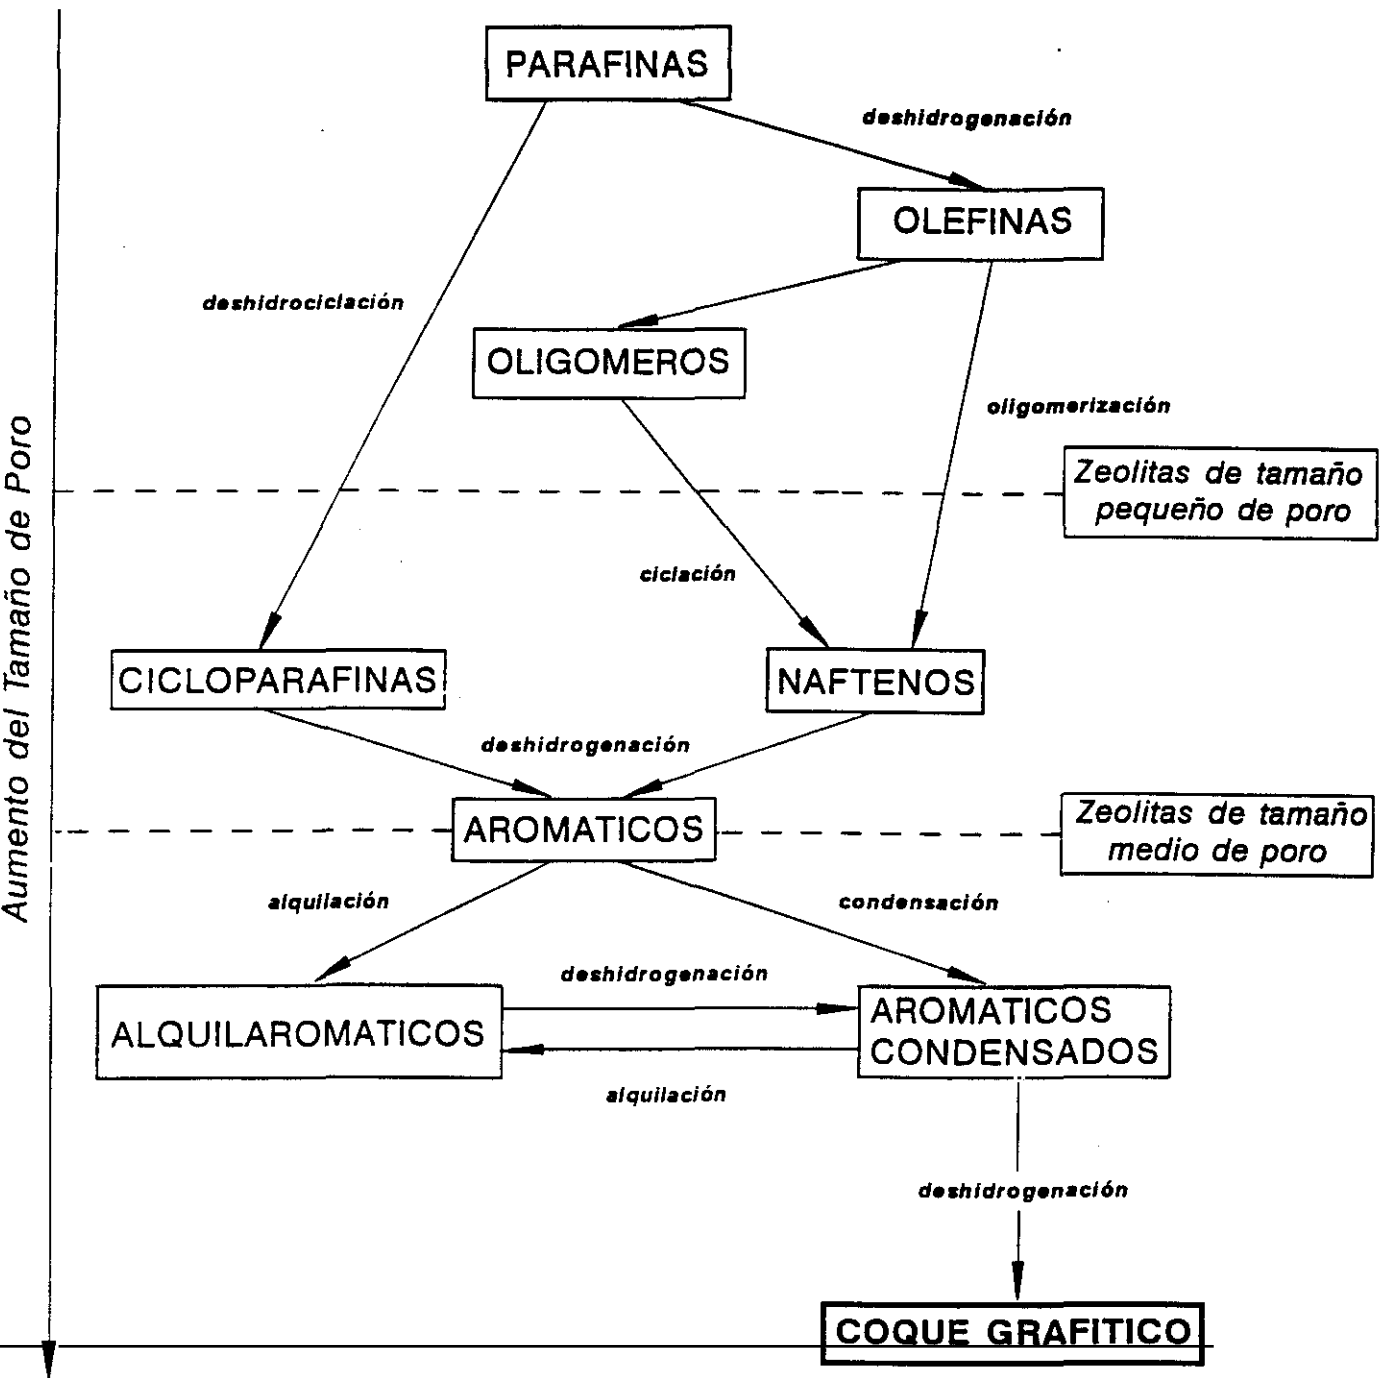 PARAFINAS
deshidrogenación
OLEFINAS
deshidrociclación
OLIGOMEROS
oligomerización
Zeolitas de tamaño
pequeño de poro
ciclación
CICLOPARAFINAS
NAFTENOS
deshidrogenación
AROMATICOS
Zeolitas de tamaño
medio de poro
alquilación
condensación
deshidrogenación
ALQUILAROMATICOS
AROMATICOS
CONDENSADOS
alquilación
deshidrogenación
COQUE GRAFITICO
Aumento del Tamaño de Poro